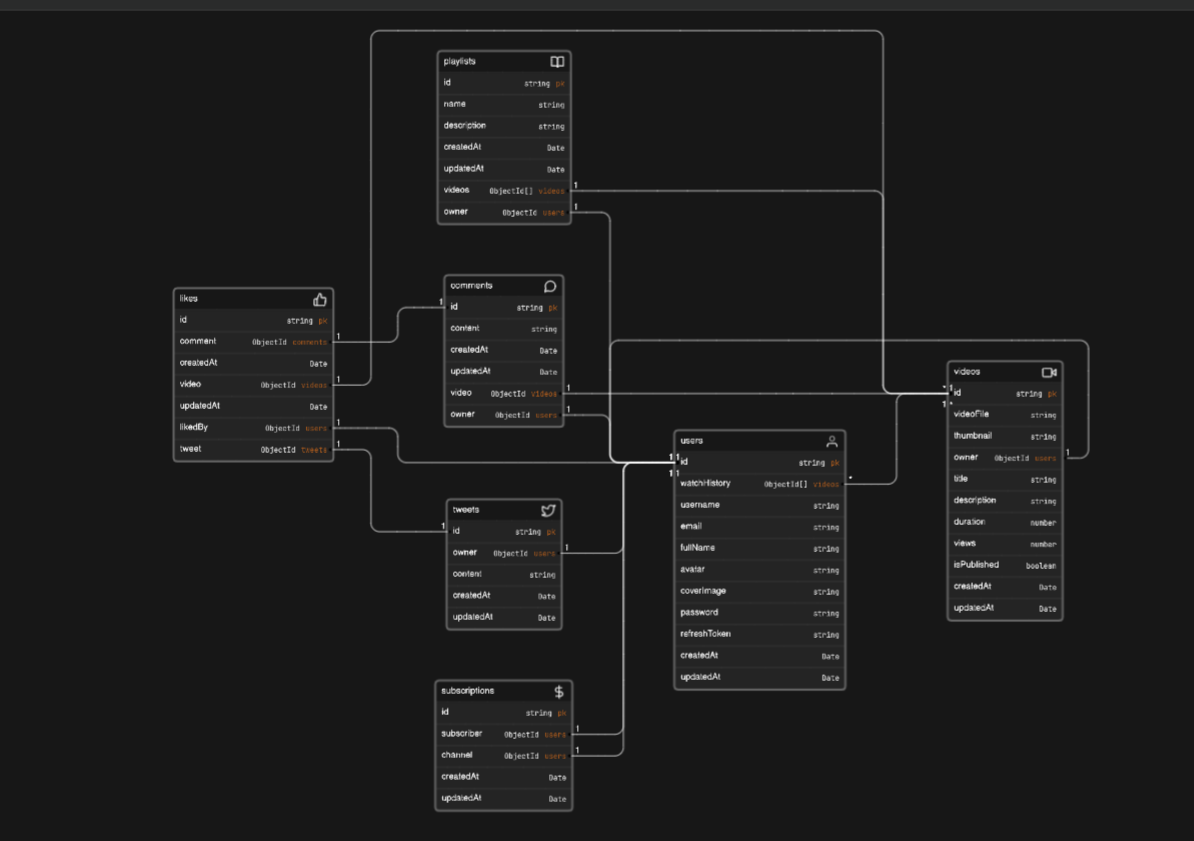 playlists
id string pk
name string
description string
createdAt Date
updatedAt Date
videos ObjectId[] videos 1
owner ObjectId users 1
likes
id string pk
comment ObjectId comments 1
createdAt Date
video ObjectId videos 1
updatedAt Date
likedBy ObjectId users 1
tweet ObjectId tweets 1
comments
1 id string pk
content string
createdAt Date
updatedAt Date
video ObjectId videos 1
owner ObjectId users 1
tweets
1 id string pk
owner ObjectId users 1
content string
createdAt Date
updatedAt Date
subscriptions
id string pk
subscriber ObjectId users 1
channel ObjectId users 1
createdAt Date
updatedAt Date
users
1 1 id string pk
1 1 watchHistory ObjectId[] videos *
username string
email string
fullName string
avatar string
coverImage string
password string
refreshToken string
createdAt Date
updatedAt Date
videos
* 1 id string pk
1 * videoFile string
thumbnail string
owner ObjectId users 1
title string
description string
duration number
views number
isPublished boolean
createdAt Date
updatedAt Date